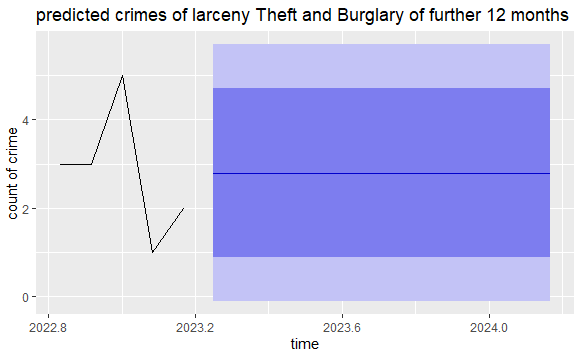 predicted crimes of larceny Theft and Burglary of further 12 months
count of crime
4
2
0
2022.8 2023.2 2023.6 2024.0
time